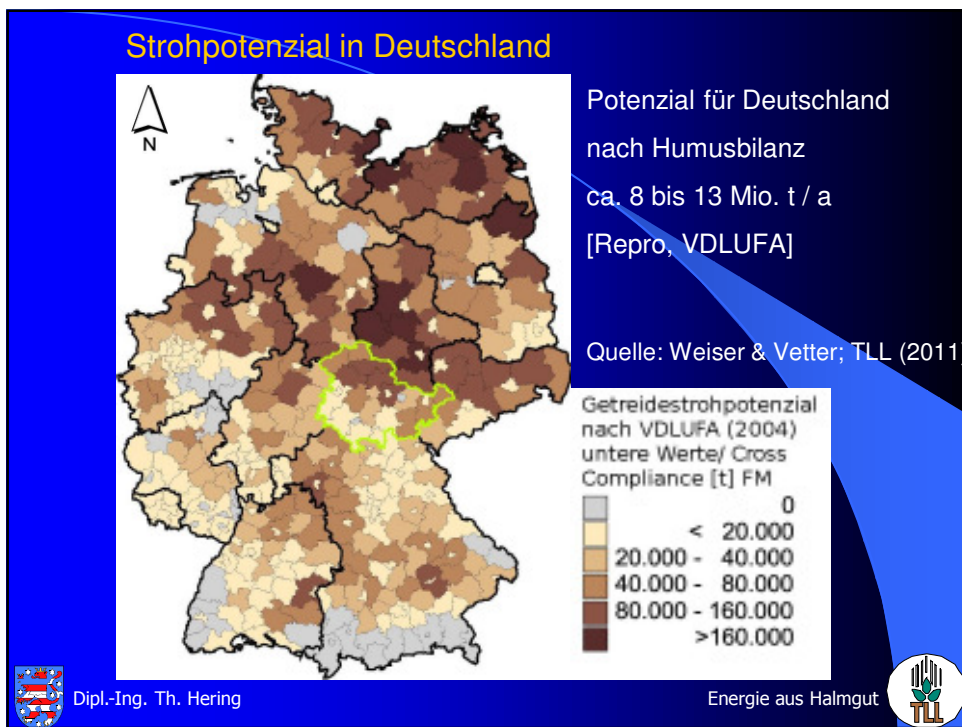 Strohpotenzial in Deutschland
N
Potenzial für Deutschland
nach Humusbilanz
ca. 8 bis 13 Mio. t / a
[Repro, VDLUFA]
Quelle: Weiser & Vetter; TLL (2011)
Getreidestrohpotenzial
nach VDLUFA (2004)
untere Werte/ Cross
Compliance [t] FM
0
< 20.000
20.000 - 40.000
40.000 - 80.000
80.000 - 160.000
>160.000
Dipl.-Ing. Th. Hering
Energie aus Halmgut
TLL